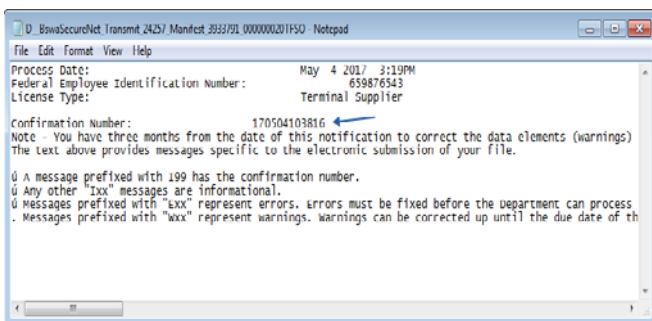 D__BswaSecureNet_Transmit_24257_Manifest_3933791_000000020TFSO - Notepad
File Edit Format View Help
Process Date: May 4 2017 3:19PM
Federal Employee Identification Number: 659876543
License Type: Terminal Supplier
Confirmation Number: 170504103816
Note - You have three months from the date of this notification to correct the data elements (warnings)
The text above provides messages specific to the electronic submission of your file.
ú A message prefixed with I99 has the confirmation number.
ú Any other "Ixx" messages are informational.
ú Messages prefixed with "Exx" represent errors. Errors must be fixed before the Department can process
. Messages prefixed with "Wxx" represent warnings. Warnings can be corrected up until the due date of th